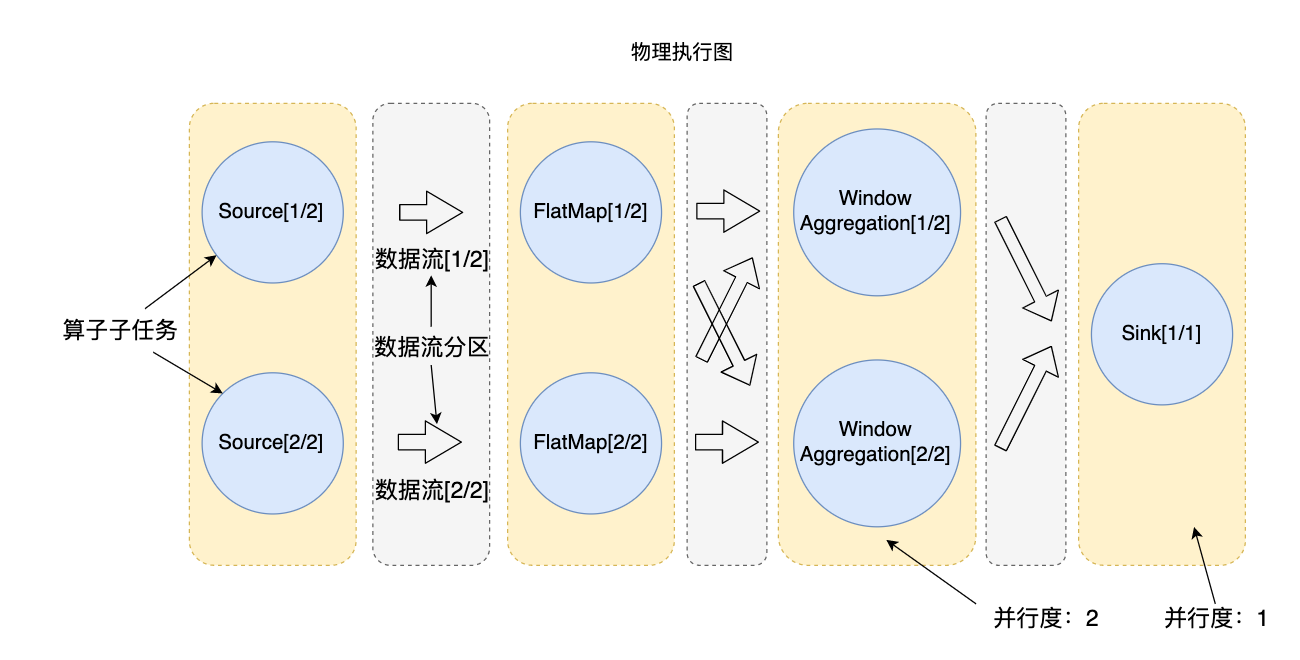 物理执行图
Source[1/2]
FlatMap[1/2]
Window
Aggregation[1/2]
数据流[1/2]
算子子任务
数据流分区
Sink[1/1]
Source[2/2]
FlatMap[2/2]
Window
Aggregation[2/2]
数据流[2/2]
并行度：2
并行度：1